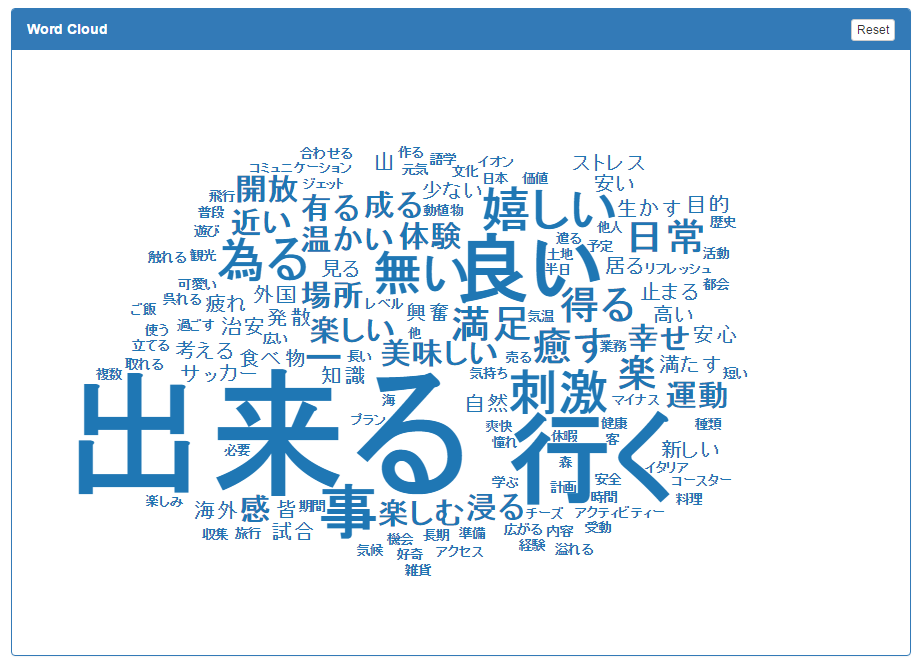 Word Cloud
Reset
合わせる
山
作る
語学
イオン
ストレス
コミュニケーション
元気
文化
日本
価値
安い
飛行
開放
ジェット
有る
成る
少ない
嬉しい
生かす
目的
普段
近い
動植物
他人
歴史
遊び
温かい
体験
遣る
予定
日常
触れる
観光
為る
見る
無い
良い
土地
半日
居る
リフレッシュ
活動
可愛い
外国
場所
レベル
得る
止まる
都会
ご飯
呉れる
疲れ
発散
興奮
満足
気温
高い
使う
過ごす
治安
広い
楽しい
他
癒す
業務
幸せ
安心
立てる
考える
食べ物
一
長い
美味しい
売る
満たす
取れる
複数
サッカー
知識
気持ち
楽
短い
出来る
海
自然
刺激
マイナス
運動
プラン
爽快
行く
健康
種類
必要
憧れ
休暇
客
新しい
森
イタリア
学ぶ
計画
安全
コースター
楽しみ
時間
料理
海外
感
皆
期間
事
楽しむ
浸る
チーズ
アクティビティー
収集
旅行
試合
機会
長期
準備
広がる
内容
受動
気候
好奇
アクセス
経験
溢れる
雑貨